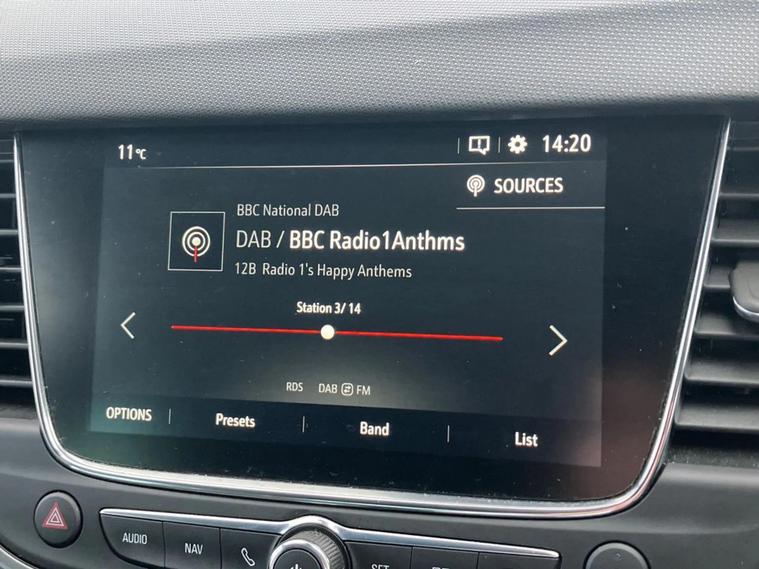 11°C
14:20
SOURCES
BBC National DAB
DAB / BBC Radio1Anthms
12B Radio 1's Happy Anthems
Station 3/14
RDS DAB FM
OPTIONS Presets Band List
AUDIO NAV